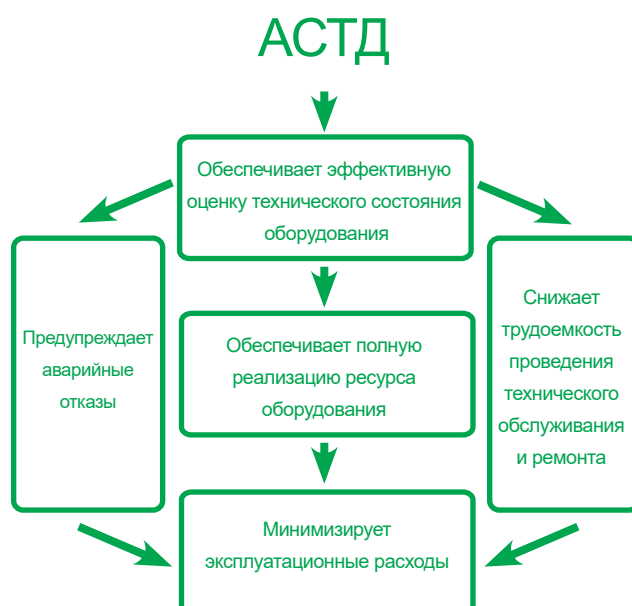 АСТД
Обеспечивает эффективную
оценку технического состояния
оборудования
Предупреждает
аварийные
отказы
Обеспечивает полную
реализацию ресурса
оборудования
Снижает
трудоемкость
проведения
технического
обслуживания
и ремонта
Минимизирует
эксплуатационные расходы